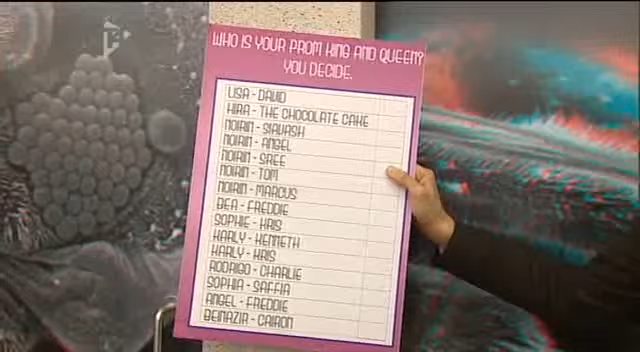 WHO IS YOUR PROM KING AND QUEEN?
YOU DECIDE.
LISA - DAVID
KIRA - THE CHOCOLATE CAKE
NOIRIN - SIAVASH
NOIRIN - ANGEL
NOIRIN - SREE
NOIRIN - TOM
NOIRIN - MARCUS
BEA - FREDDIE
SOPHIE - KRIS
KARLY - KENNETH
KARLY - KRIS
RODRIGO - CHARLIE
SOPHIA - SAFFIA
ANGEL - FREDDIE
BEINAZIR - CAIRON